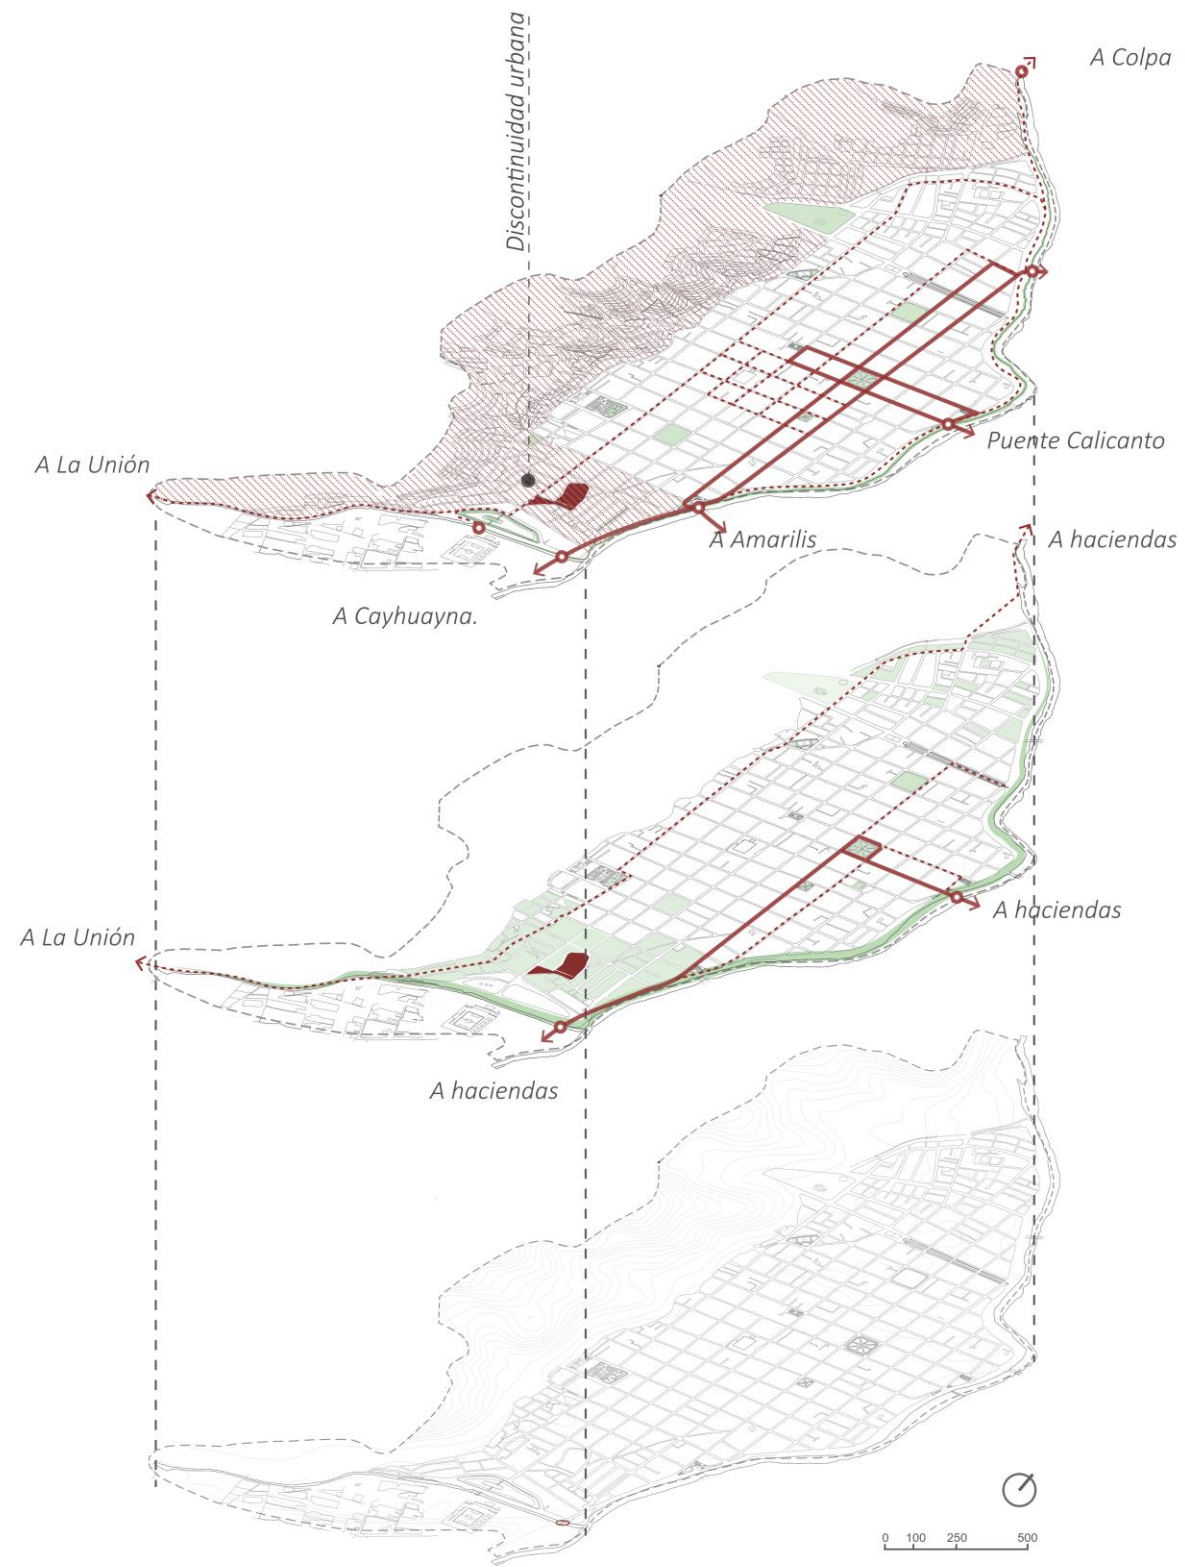 Discontinuidad urbana
A Colpa
Puente Calicanto
A La Unión
A Amarilis
A haciendas
A Cayhuayna.
A haciendas
A La Unión
A haciendas
0 100 250 500